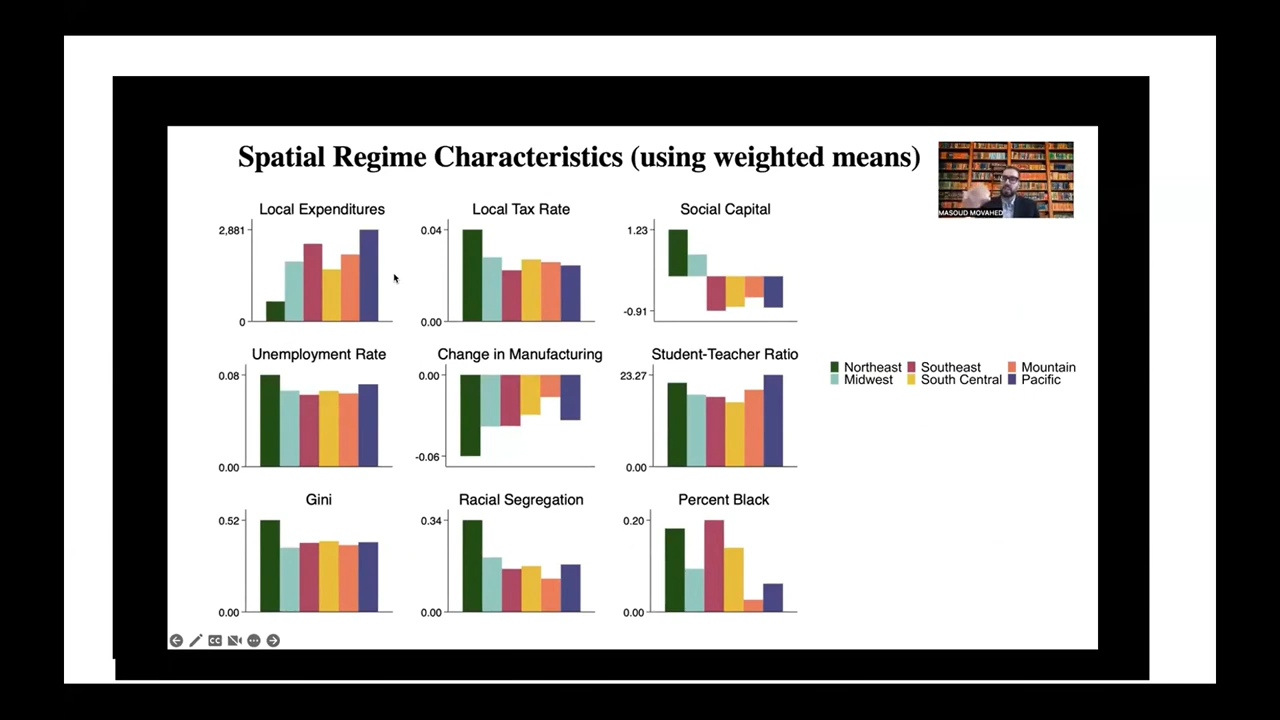 Spatial Regime Characteristics (using weighted means)
MASOUD MOVAHED
Local Expenditures
2,881
0
Local Tax Rate
0.04
0.00
Social Capital
1.23
-0.91
Unemployment Rate
0.08
0.00
Change in Manufacturing
0.00
-0.06
Student-Teacher Ratio
23.27
0.00
Northeast Southeast Mountain
Midwest South Central Pacific
Gini
0.52
0.00
Racial Segregation
0.34
0.00
Percent Black
0.20
0.00
CC